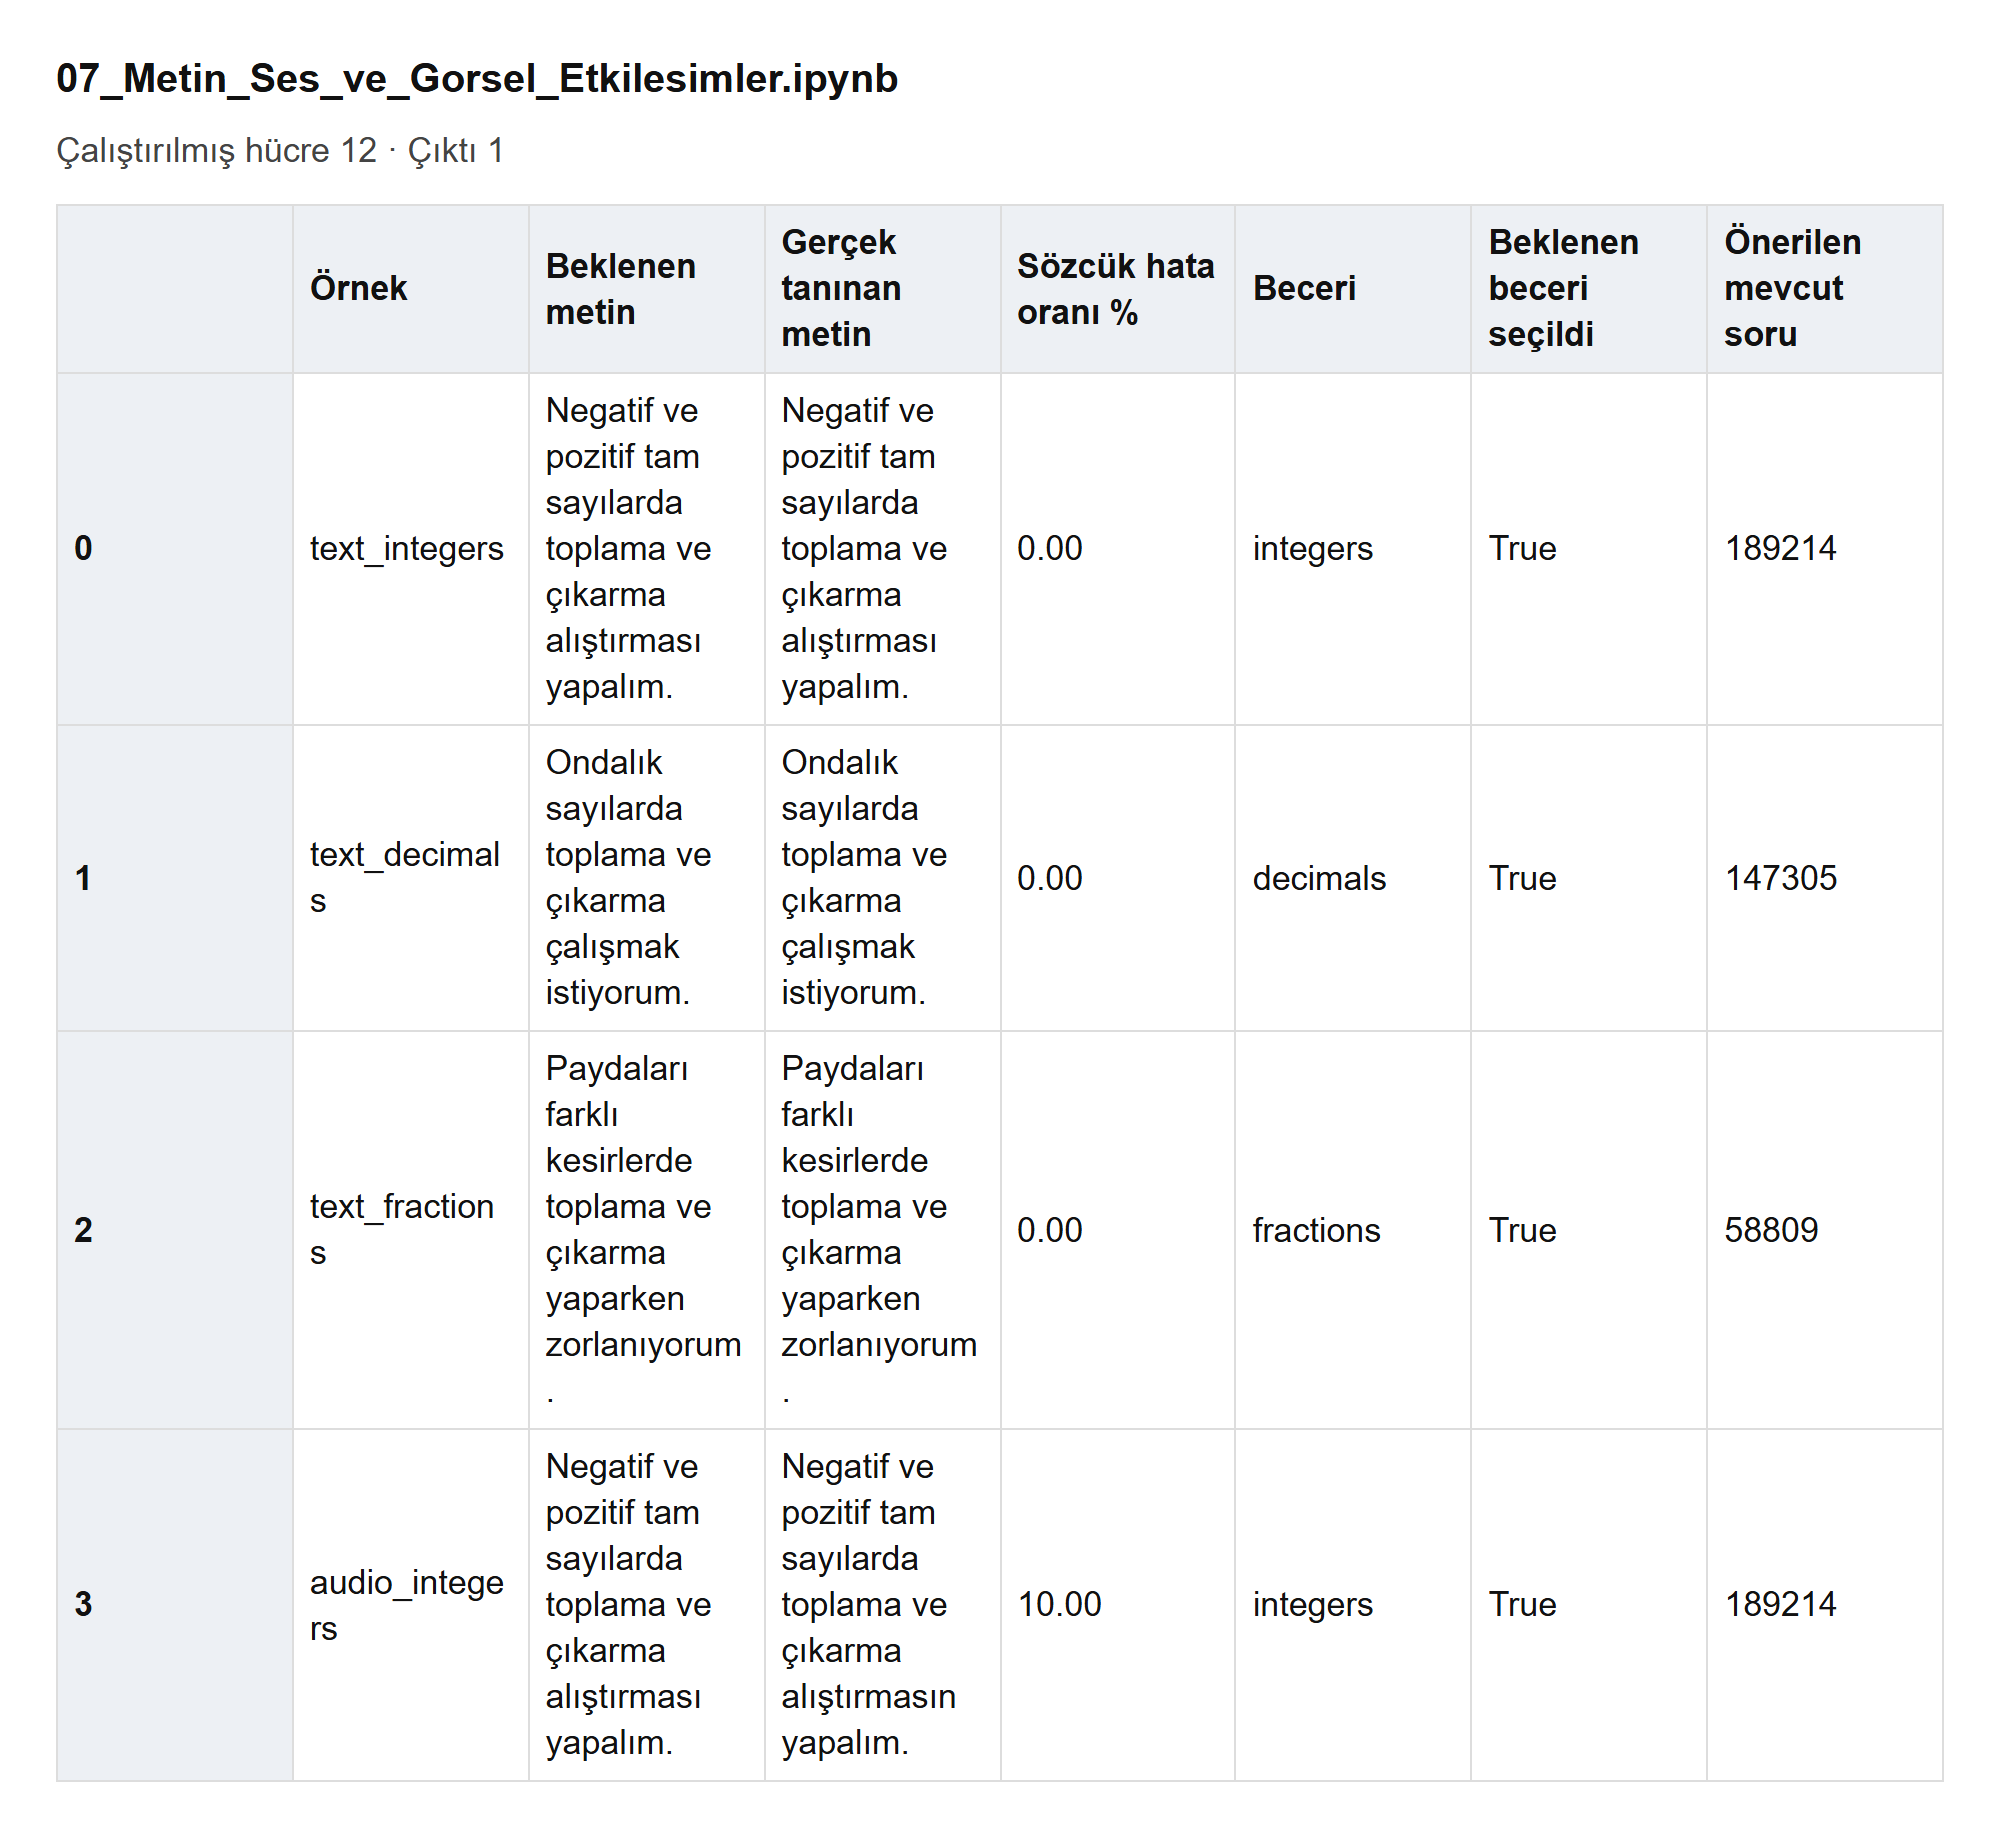 07_Metin_Ses_ve_Gorsel_Etkilesimler.ipynb
Çalıştırılmış hücre 12 · Çıktı 1
Örnek
Beklenen
metin
Gerçek
tanınan
metin
Sözcük hata
oranı %
Beceri
Beklenen
beceri
seçildi
Önerilen
mevcut
soru
0
text_integers
Negatif ve
pozitif tam
sayılarda
toplama ve
çıkarma
alıştırması
yapalım.
Negatif ve
pozitif tam
sayılarda
toplama ve
çıkarma
alıştırması
yapalım.
0.00
integers
True
189214
1
text_decimal
s
Ondalık
sayılarda
toplama ve
çıkarma
çalışmak
istiyorum.
Ondalık
sayılarda
toplama ve
çıkarma
çalışmak
istiyorum.
0.00
decimals
True
147305
2
text_fraction
s
Paydaları
farklı
kesirlerde
toplama ve
çıkarma
yaparken
zorlanıyorum
.
Paydaları
farklı
kesirlerde
toplama ve
çıkarma
yaparken
zorlanıyorum
.
0.00
fractions
True
58809
3
audio_intege
rs
Negatif ve
pozitif tam
sayılarda
toplama ve
çıkarma
alıştırması
yapalım.
Negatif ve
pozitif tam
sayılarda
toplama ve
çıkarma
alıştırmasın
yapalım.
10.00
integers
True
189214